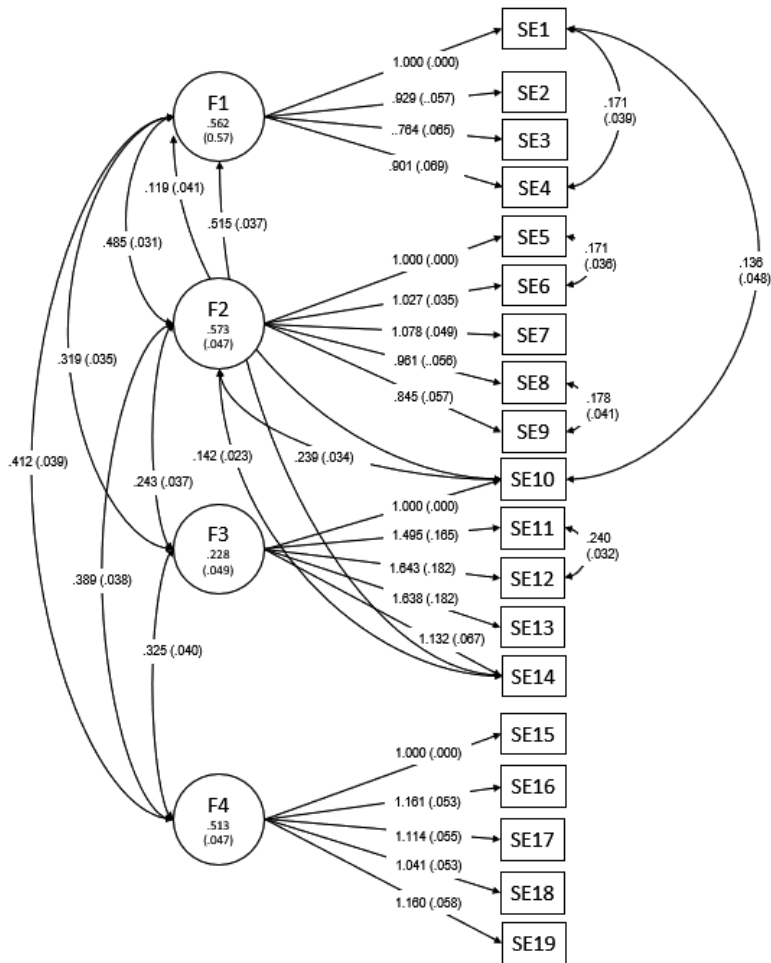 SE1
1.000 (.000)
F1
.562
(0.57)
SE2
.929 (..057)
.171
(.039)
SE3
..764 (.065)
.901 (.069)
SE4
.119 (.041)
.515 (.037)
.485 (.031)
SE5
.171
(.036)
.136
(.048)
1.000 (.000)
SE6
1.027 (.035)
F2
.573
(.047)
SE7
1.078 (.049)
.961 (..056)
SE8
.319 (.035)
.845 (.057)
.178
(.041)
SE9
.142 (.023)
.239 (.034)
.412 (.039)
SE10
.243 (.037)
1.000 (.000)
SE11
F3
.228
(.049)
1.495 (.165)
.240
(.032)
1.643 (.182)
SE12
.389 (.038)
1.638 (.182)
SE13
1.132 (.067)
.325 (.040)
SE14
SE15
1.000 (.000)
SE16
F4
.513
(.047)
1.161 (.053)
1.114 (.055)
SE17
1.041 (.053)
SE18
1.160 (.058)
SE19